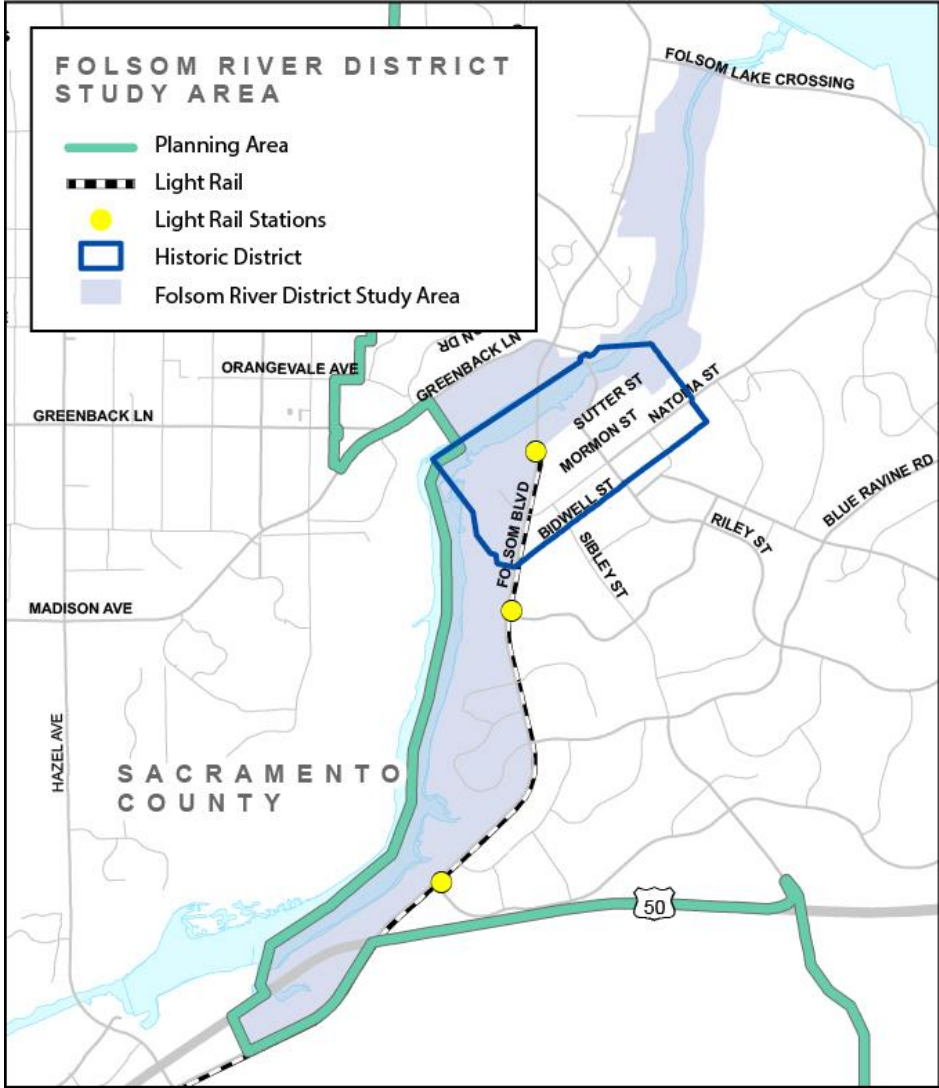 FOLSOM RIVER DISTRICT
STUDY AREA
Planning Area
Light Rail
Light Rail Stations
Historic District
Folsom River District Study Area
FOLSOM LAKE CROSSING
DR
GREENBACK LN
ORANGEVALE AVE
GREENBACK LN
SUTTER ST
NATOMA ST
MORMON ST
BIDWELL ST
FOLSOM BLVD
SIBLEY ST
RILEY ST
BLUE RAVINE RD
MADISON AVE
HAZEL AVE
SACRAMENTO
COUNTY
50